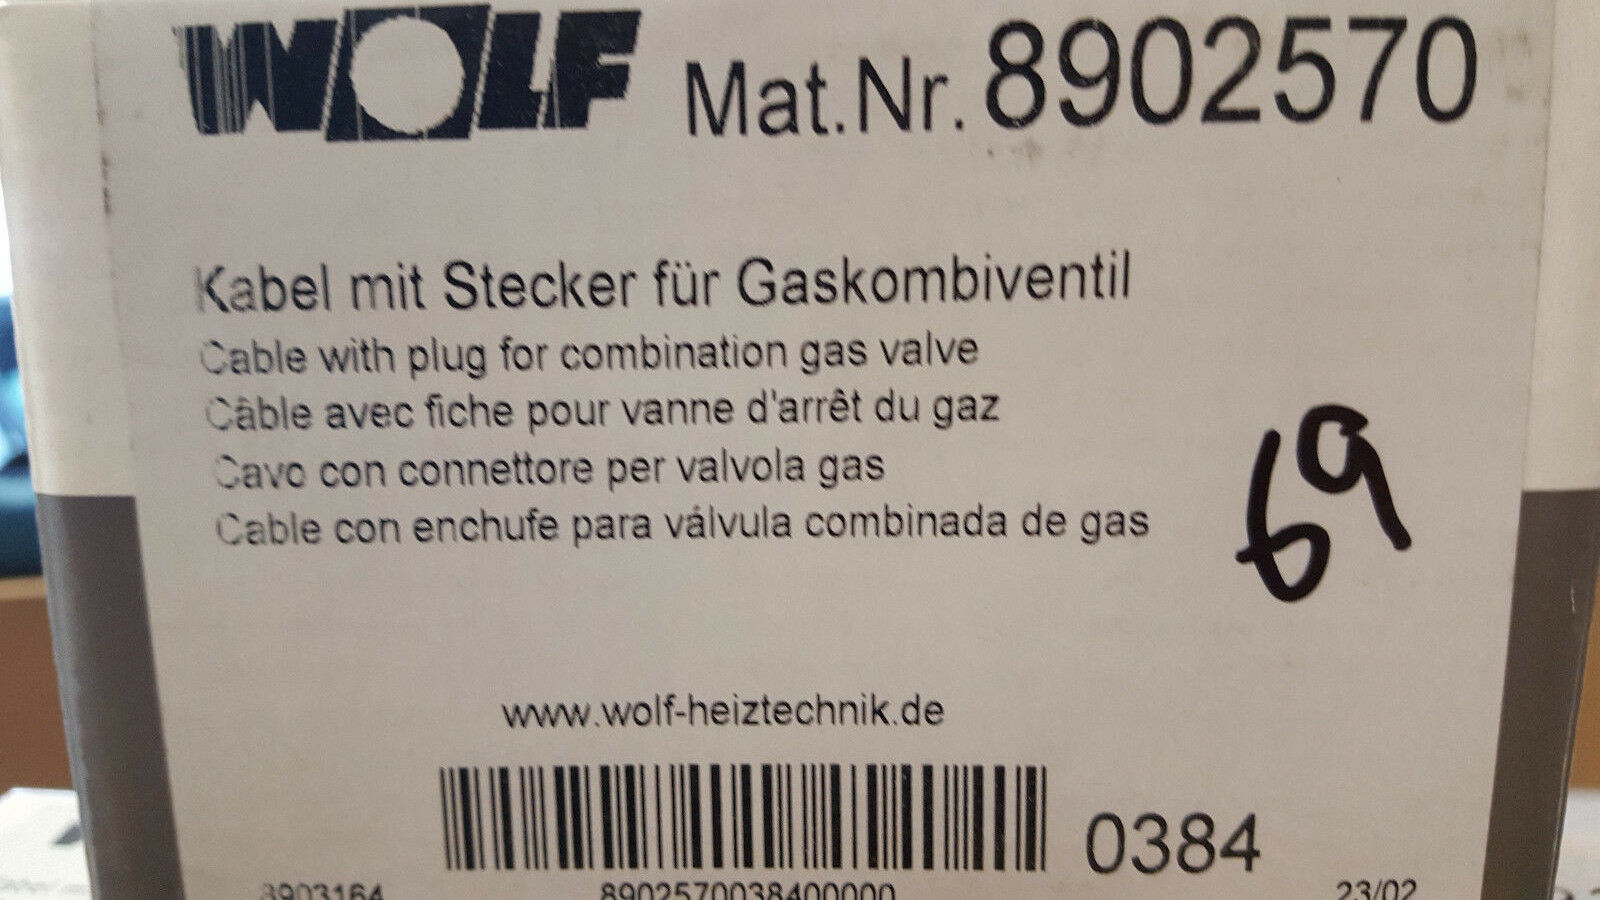 WOLF Mat.Nr. 8902570
Kabel mit Stecker für Gaskombiventil
Cable with plug for combination gas valve
Câble avec fiche pour vanne d'arrêt du gaz
Cavo con connettore per valvola gas
Cable con enchufe para válvula combinada de gas
69
www.wolf-heiztechnik.de
0384
8903164 8902570038400000 23/02